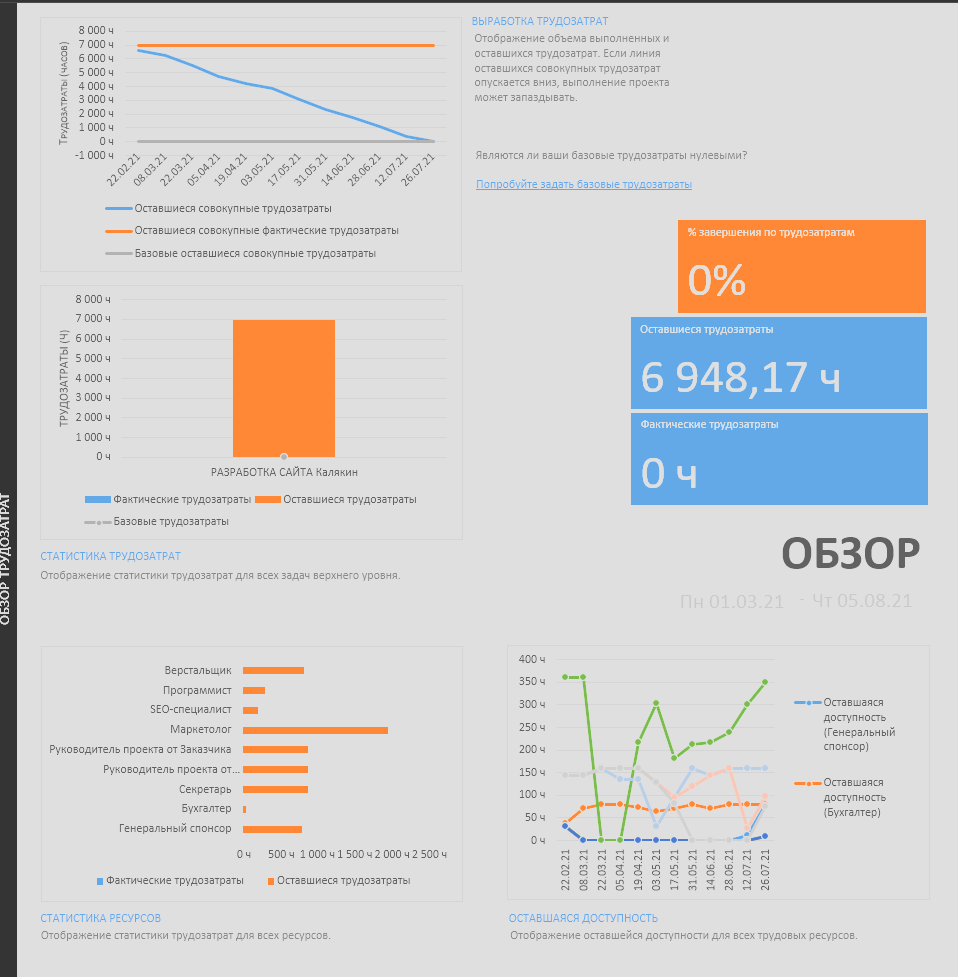 ОБЗОР ТРУДОЗАТРАТ
ТРУДОЗАТРАТЫ (ЧАСОВ)
8 000 ч
7 000 ч
6 000 ч
5 000 ч
4 000 ч
3 000 ч
2 000 ч
1 000 ч
0 ч
-1 000 ч
22.02.21
08.03.21
22.03.21
05.04.21
19.04.21
03.05.21
17.05.21
31.05.21
14.06.21
28.06.21
12.07.21
26.07.21
Оставшиеся совокупные трудозатраты
Оставшиеся совокупные фактические трудозатраты
Базовые оставшиеся совокупные трудозатраты
ВЫРАБОТКА ТРУДОЗАТРАТ
Отображение объема выполненных и
оставшихся трудозатрат. Если линия
оставшихся совокупных трудозатрат
опускается вниз, выполнение проекта
может запаздывать.
Являются ли ваши базовые трудозатраты нулевыми?
Попробуйте задать базовые трудозатраты
% завершения по трудозатратам
0%
Оставшиеся трудозатраты
6 948,17 ч
Фактические трудозатраты
0 ч
ТРУДОЗАТРАТЫ (Ч)
8 000 ч
7 000 ч
6 000 ч
5 000 ч
4 000 ч
3 000 ч
2 000 ч
1 000 ч
0 ч
РАЗРАБОТКА САЙТА Калякин
Фактические трудозатраты
Оставшиеся трудозатраты
Базовые трудозатраты
СТАТИСТИКА ТРУДОЗАТРАТ
Отображение статистики трудозатрат для всех задач верхнего уровня.
ОБЗОР
Пн 01.03.21 - Чт 05.08.21
Верстальщик
Программист
SEO-специалист
Маркетолог
Руководитель проекта от Заказчика
Руководитель проекта от...
Секретарь
Бухгалтер
Генеральный спонсор
0 ч 500 ч 1 000 ч 1 500 ч 2 000 ч 2 500 ч
Фактические трудозатраты
Оставшиеся трудозатраты
СТАТИСТИКА РЕСУРСОВ
Отображение статистики трудозатрат для всех ресурсов.
400 ч
350 ч
300 ч
250 ч
200 ч
150 ч
100 ч
50 ч
0 ч
22.02.21
08.03.21
22.03.21
05.04.21
19.04.21
03.05.21
17.05.21
31.05.21
14.06.21
28.06.21
12.07.21
26.07.21
Оставшаяся
доступность
(Генеральный
спонсор)
Оставшаяся
доступность
(Бухгалтер)
ОСТАВШАЯСЯ ДОСТУПНОСТЬ
Отображение оставшейся доступности для всех трудовых ресурсов.